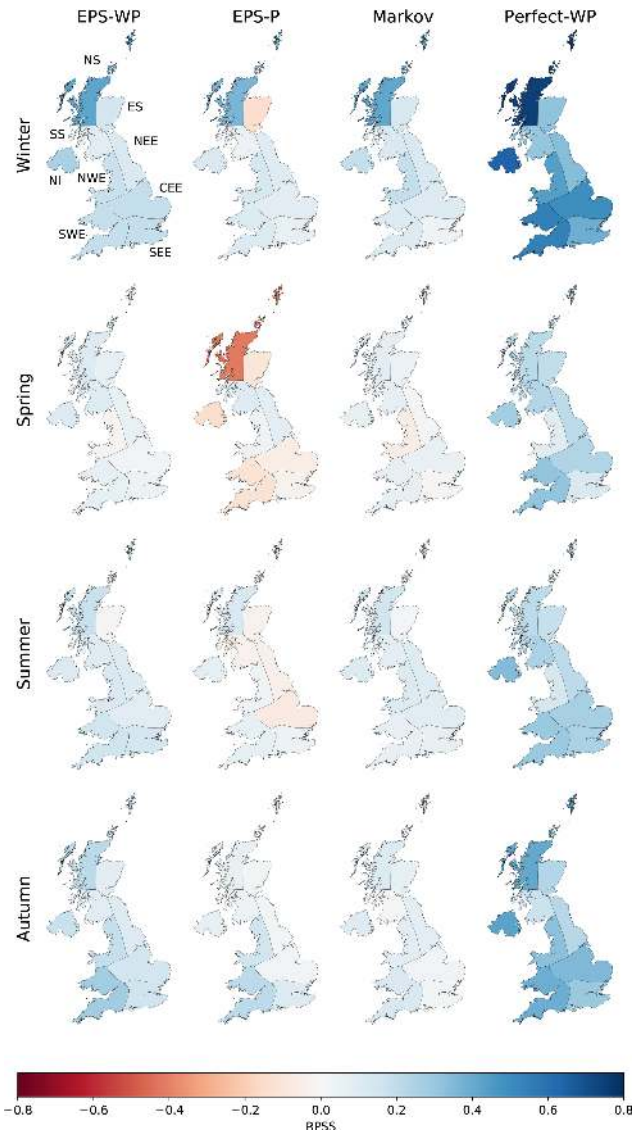 EPS-WP EPS-P Markov Perfect-WP
Winter
NS
ES
SS
NEE
NI NWE
CEE
SWE
SEE
Spring
Summer
Autumn
−0.8 −0.6 −0.4 −0.2 0.0 0.2 0.4 0.6 0.8
BPSS